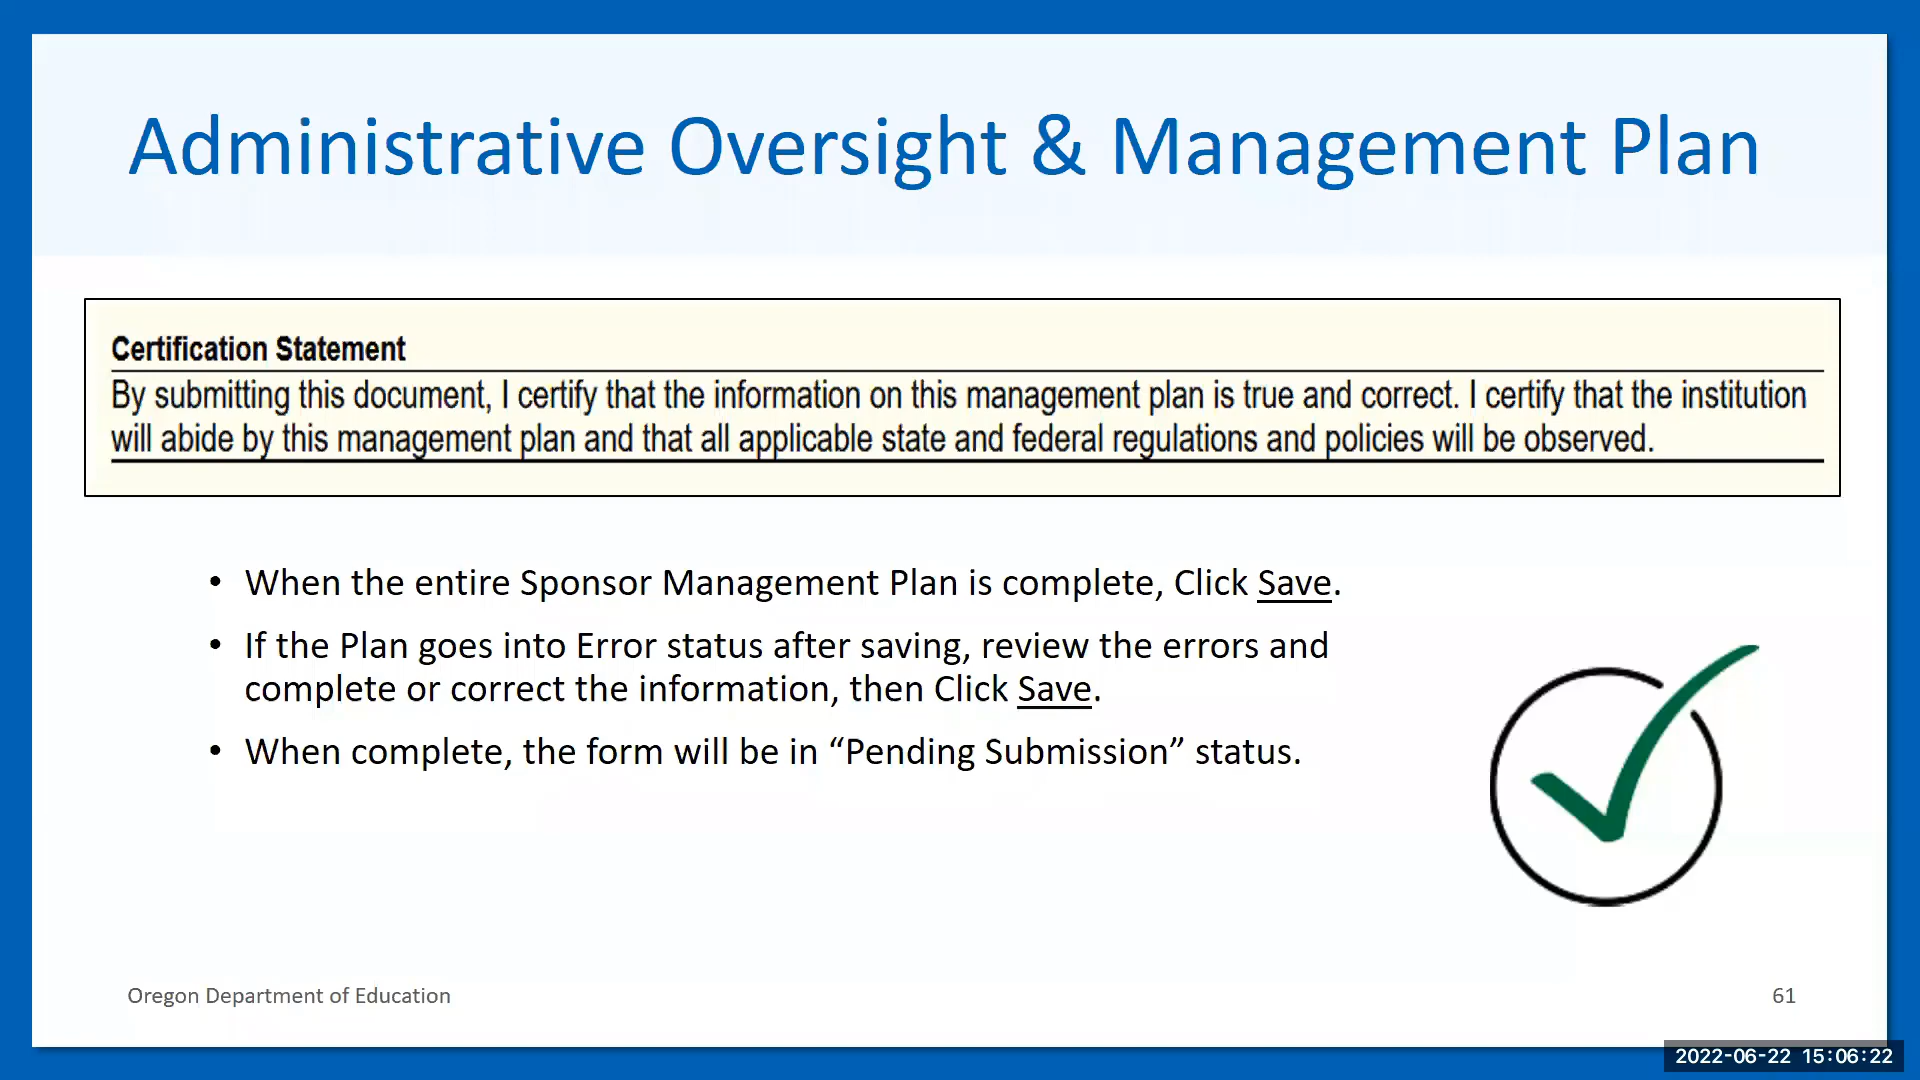 Administrative Oversight & Management Plan
Certification Statement
By submitting this document, I certify that the information on this management plan is true and correct. I certify that the institution
will abide by this management plan and that all applicable state and federal regulations and policies will be observed.
• When the entire Sponsor Management Plan is complete, Click Save.
• If the Plan goes into Error status after saving, review the errors and
complete or correct the information, then Click Save.
• When complete, the form will be in “Pending Submission” status.
Oregon Department of Education
61
2022-06-22 15:06:22